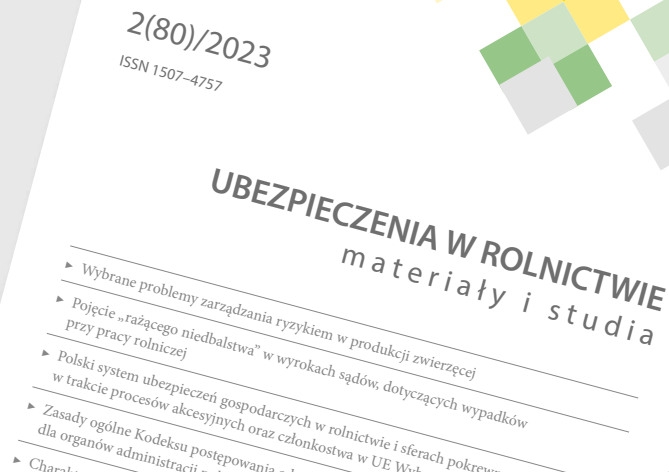 2(80)/2023
ISSN 1507–4757
UBEZPIECZENIA W ROLNICTWIE
materiały i studia
▸ Wybrane problemy zarządzania ryzykiem w produkcji zwierzęcej
▸ Pojęcie „rażącego niedbalstwa” w wyrokach sądów, dotyczących wypadków
przy pracy rolniczej
▸ Polski system ubezpieczeń gospodarczych w rolnictwie i sferach
w trakcie procesów akcesyjnych oraz członkostwa w UE
▸ Zasady ogólne Kodeksu postępowania
dla organów administracji
▸